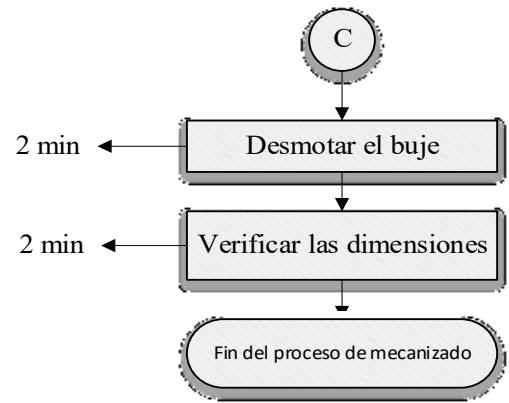 C
2 min
Desmotar el buje
2 min
Verificar las dimensiones
Fin del proceso de mecanizado